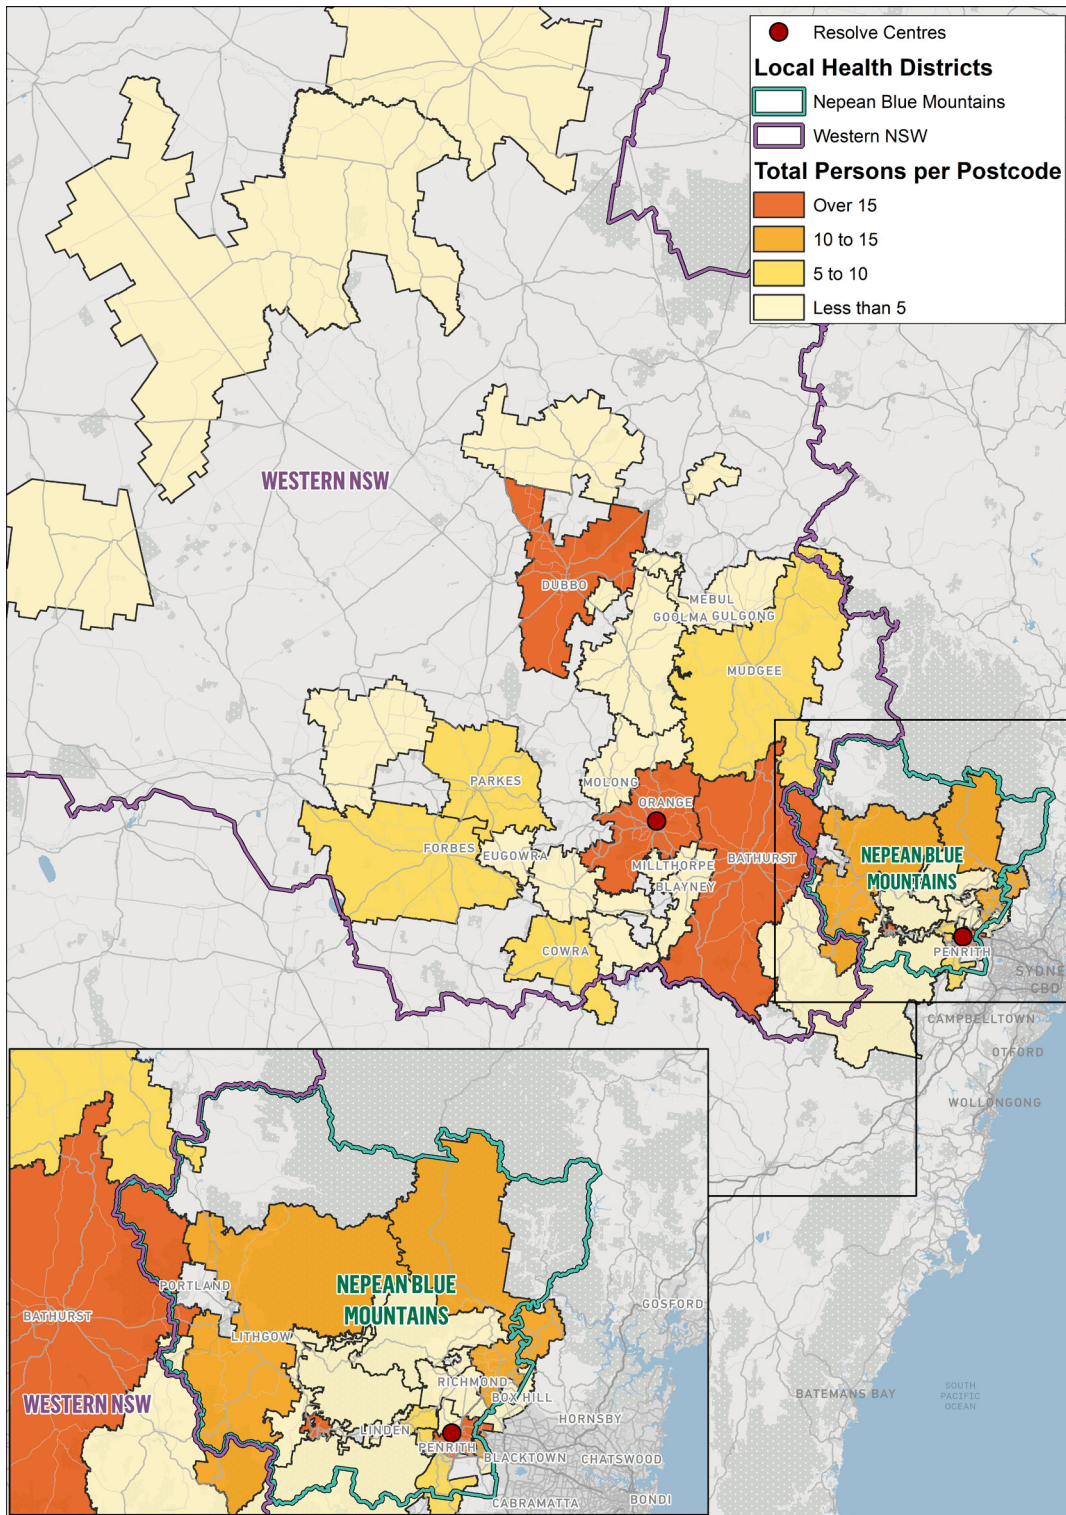 Resolve Centres
Local Health Districts
Nepean Blue Mountains
Western NSW
Total Persons per Postcode
Over 15
10 to 15
5 to 10
Less than 5
WESTERN NSW
DUBBO
MEBUL
GOOLMA GULGONG
MUDGEE
PARKES
MOLONG
ORANGE
FORBES
EUGOWRA
MILLTHORPE
BATHURST
BLAYNEY
NEPEAN BLUE
MOUNTAINS
COWRA
PENRITH
SYDNE
CBD
CAMPBELLTOWN
OTFORD
WOLLONGONG
PORTLAND
BATHURST
LITHGOW
NEPEAN BLUE
MOUNTAINS
GOSFORD
RICHMOND
BOX HILL
WESTERN NSW
LINDEN
HORNSBY
PENRITH
BLACKTOWN
CHATSWOOD
CABRAMATTA
BONDI
BATEMANS BAY
SOUTH
PACIFIC
OCEAN